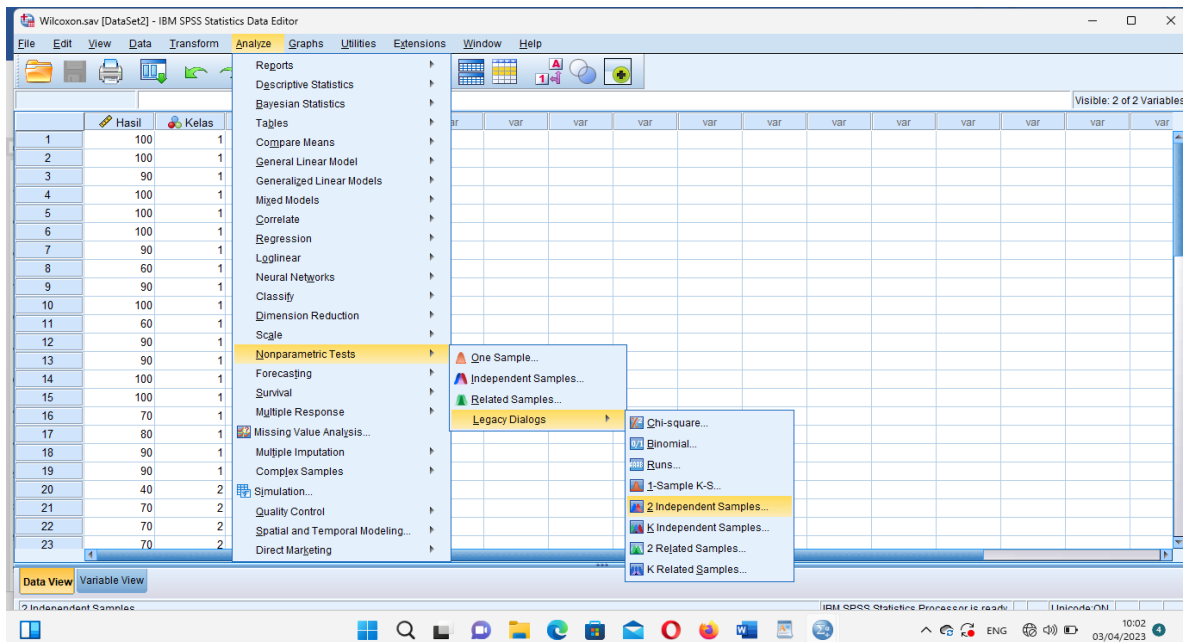 Wilcoxon.sav [DataSet2] - IBM SPSS Statistics Data Editor
File Edit View Data Transform Analyze Graphs Utilities Extensions Window Help
Visible: 2 of 2 Variables
Hasil Kelas var var var var var var var var var var var
1 100 1
2 100 1
3 90 1
4 100 1
5 100 1
6 100 1
7 90 1
8 60 1
9 90 1
10 100 1
11 60 1
12 90 1
13 90 1
14 100 1
15 100 1
16 70 1
17 80 1
18 90 1
19 90 1
20 40 2
21 70 2
22 70 2
23 70 2
Reports
Descriptive Statistics
Bayesian Statistics
Tables
Compare Means
General Linear Model
Generalized Linear Models
Mixed Models
Correlate
Regression
Loglinear
Neural Networks
Classify
Dimension Reduction
Scale
Nonparametric Tests
Forecasting
Survival
Multiple Response
Missing Value Analysis...
Multiple Imputation
Complex Samples
Simulation...
Quality Control
Spatial and Temporal Modeling...
Direct Marketing
One Sample...
Independent Samples...
Related Samples...
Legacy Dialogs
Chi-square...
Binomial...
Runs...
1-Sample K-S...
2 Independent Samples...
K Independent Samples...
2 Related Samples...
K Related Samples...
Data View Variable View
2 Independent Samples IBM SPSS Statistics Processor is ready Unicode:ON
ENG 10:02
03/04/2023 4